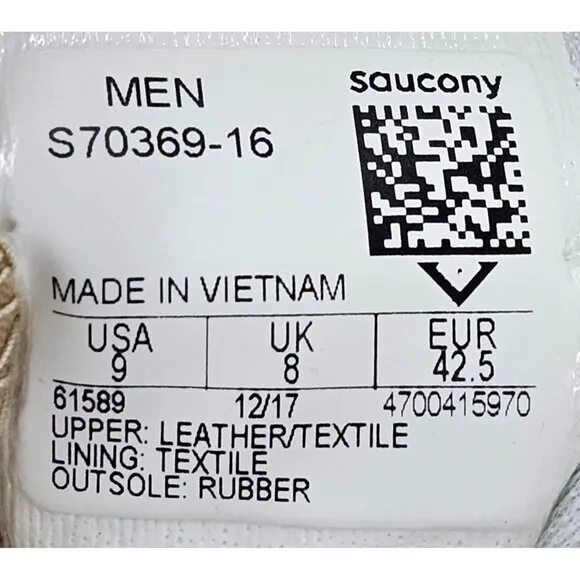 MEN
saucony
S70369-16
MADE IN VIETNAM
USA UK EUR
9 8 42.5
61589 12/17 4700415970
UPPER: LEATHER/TEXTILE
LINING: TEXTILE
OUTSOLE: RUBBER